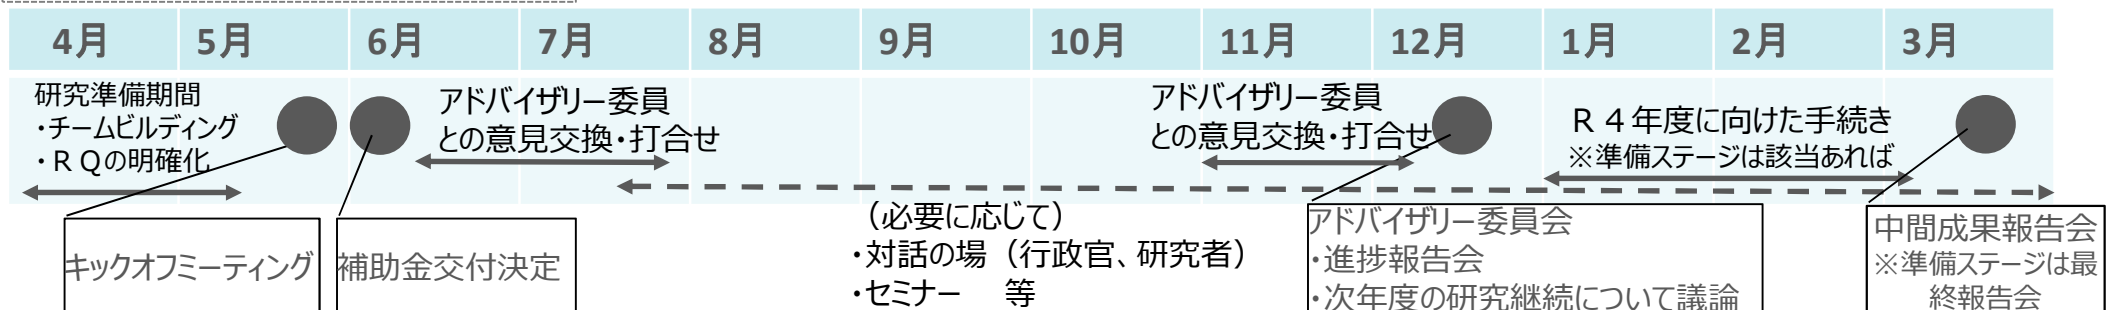 4月 5月 6月 7月 8月 9月 10月 11月 12月 1月 2月 3月
研究準備期間
・チームビルディング
・ＲＱの明確化
アドバイザリー委員
との意見交換・打合せ
アドバイザリー委員
との意見交換・打合せ
Ｒ４年度に向けた手続き
※準備ステージは該当あれば
キックオフミーティング
補助金交付決定
（必要に応じて）
・対話の場（行政官、研究者）
・セミナー　等
アドバイザリー委員会
・進捗報告会
・次年度の研究継続について議論
中間成果報告会
※準備ステージは最
終報告会